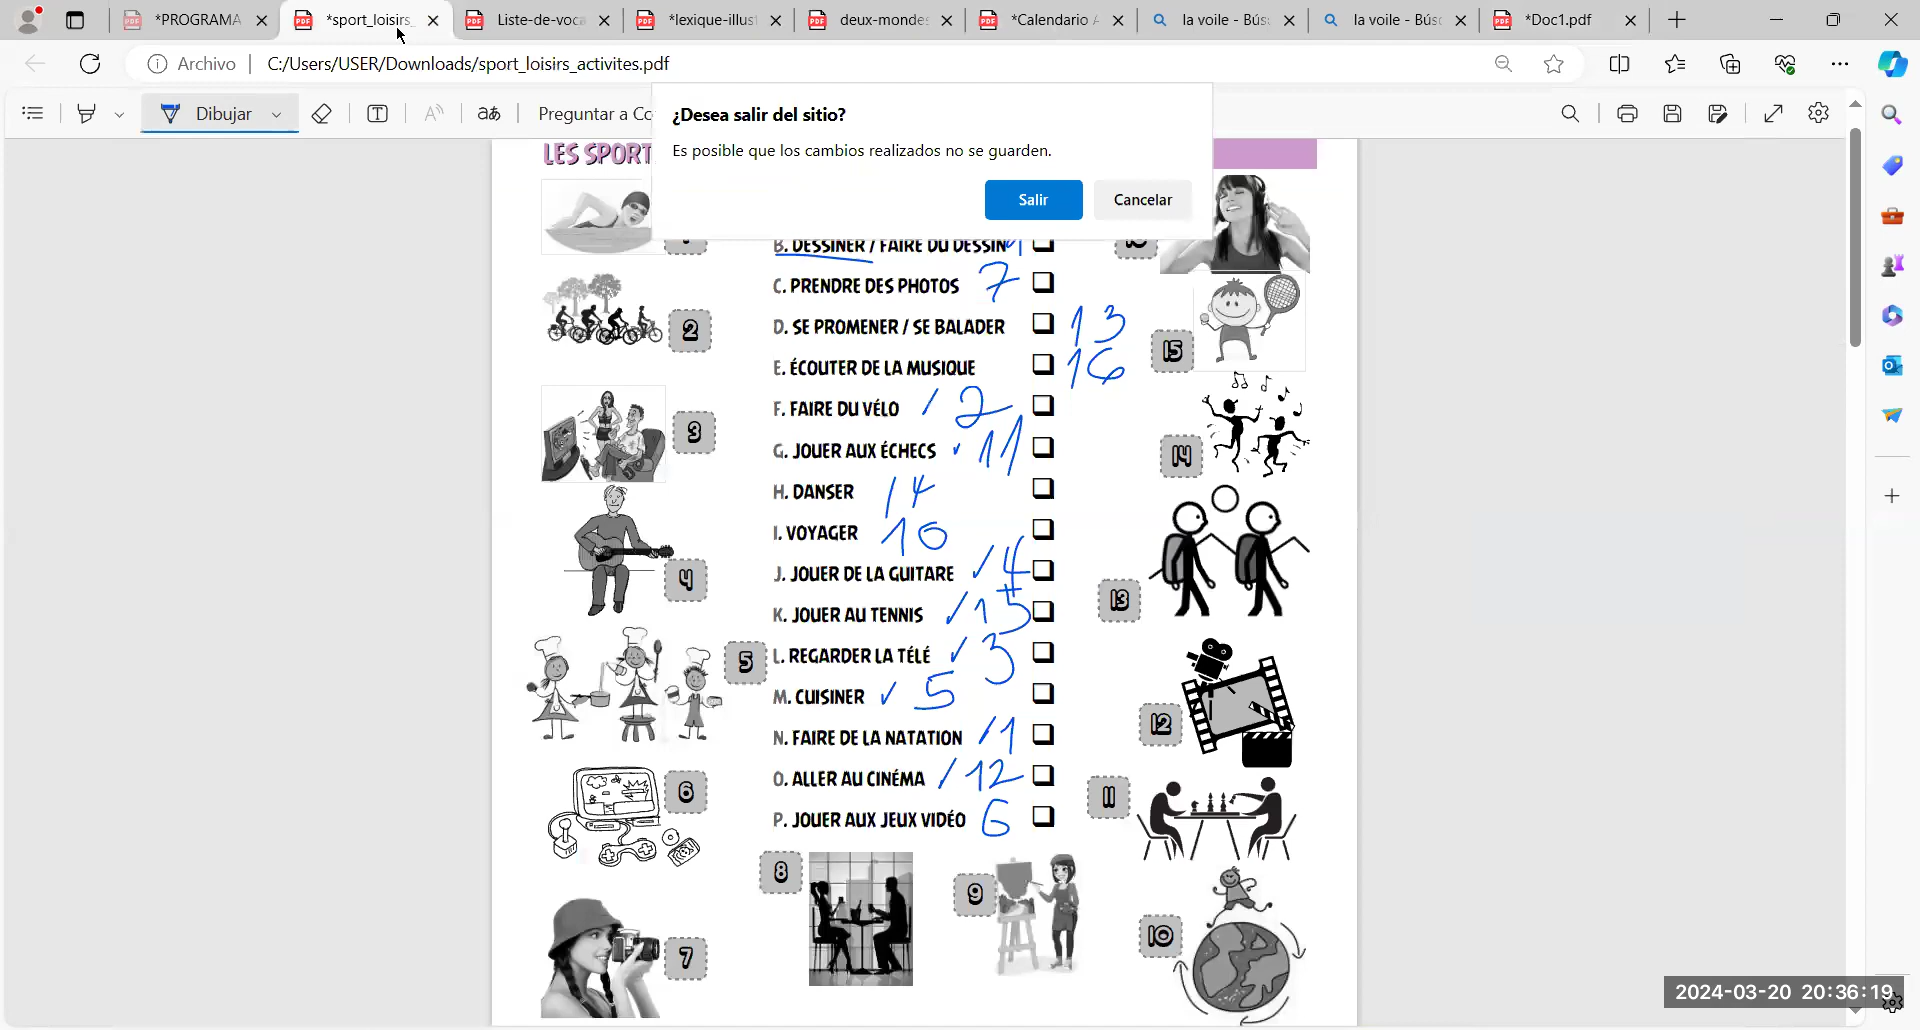 *PROGRAMA
*sport_loisirs_
Liste-de-voca
*lexique-illust
deux-mondes
*Calendario A
la voile - Bús
la voile - Búsc
*Doc1.pdf
Archivo
C:/Users/USER/Downloads/sport_loisirs_activites.pdf
Dibujar
Preguntar a Co
¿Desea salir del sitio?
Es posible que los cambios realizados no se guarden.
Salir
Cancelar
LES SPORT
B. DESSINER / FAIRE DU DESSIN
C. PRENDRE DES PHOTOS 7
2
D. SE PROMENER / SE BALADER 13
15
E. ÉCOUTER DE LA MUSIQUE 16
F. FAIRE DU VÉLO 2
3
G. JOUER AUX ÉCHECS 11
14
H. DANSER 14
I. VOYAGER 10
4
J. JOUER DE LA GUITARE 4
13
K. JOUER AU TENNIS 15
5
L. REGARDER LA TÉLÉ 3
M. CUISINER 5
12
N. FAIRE DE LA NATATION 1
6
O. ALLER AU CINÉMA 12
11
P. JOUER AUX JEUX VIDÉO 6
8
9
7
10
2024-03-20 20:36:19